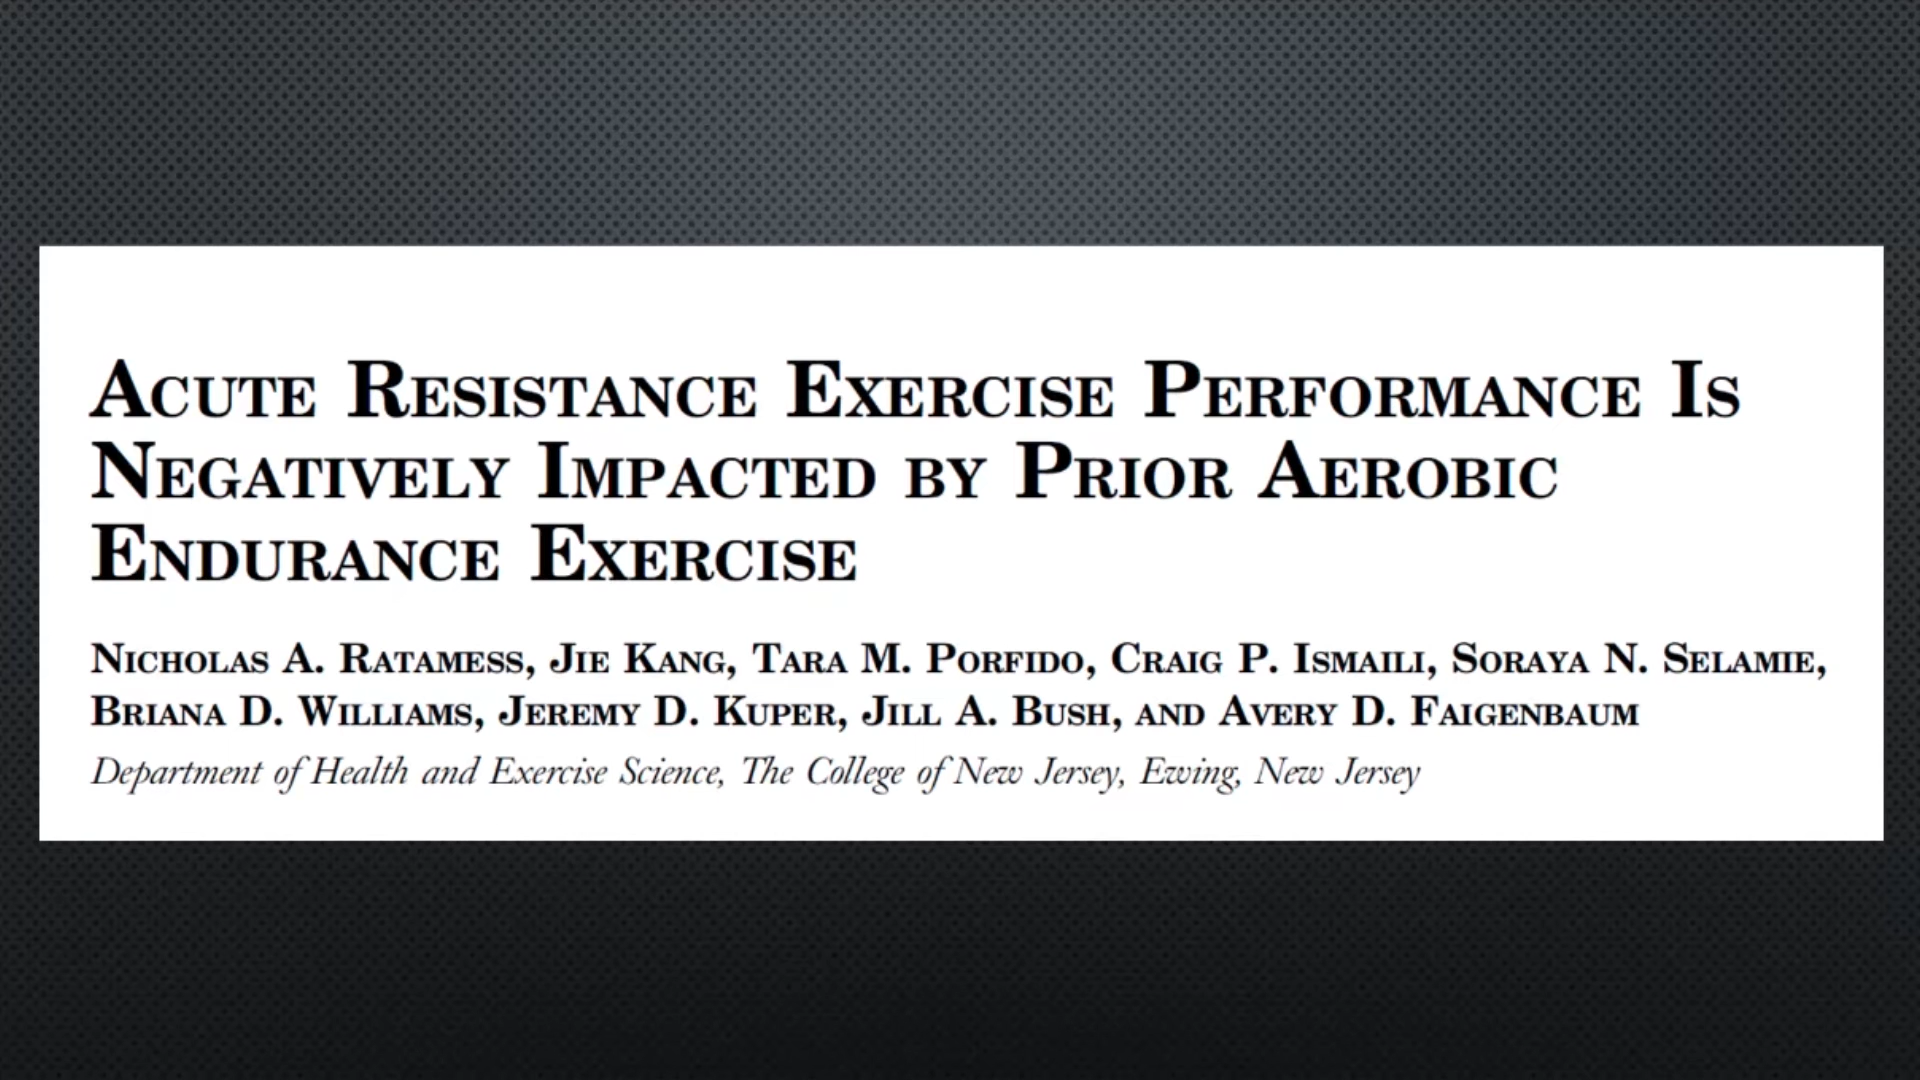 Acute Resistance Exercise Performance Is
Negatively Impacted by Prior Aerobic
Endurance Exercise
Nicholas A. Ratamess, Jie Kang, Tara M. Porfido, Craig P. Ismaili, Soraya N. Selamie,
Briana D. Williams, Jeremy D. Kuper, Jill A. Bush, and Avery D. Faigenbaum
Department of Health and Exercise Science, The College of New Jersey, Ewing, New Jersey